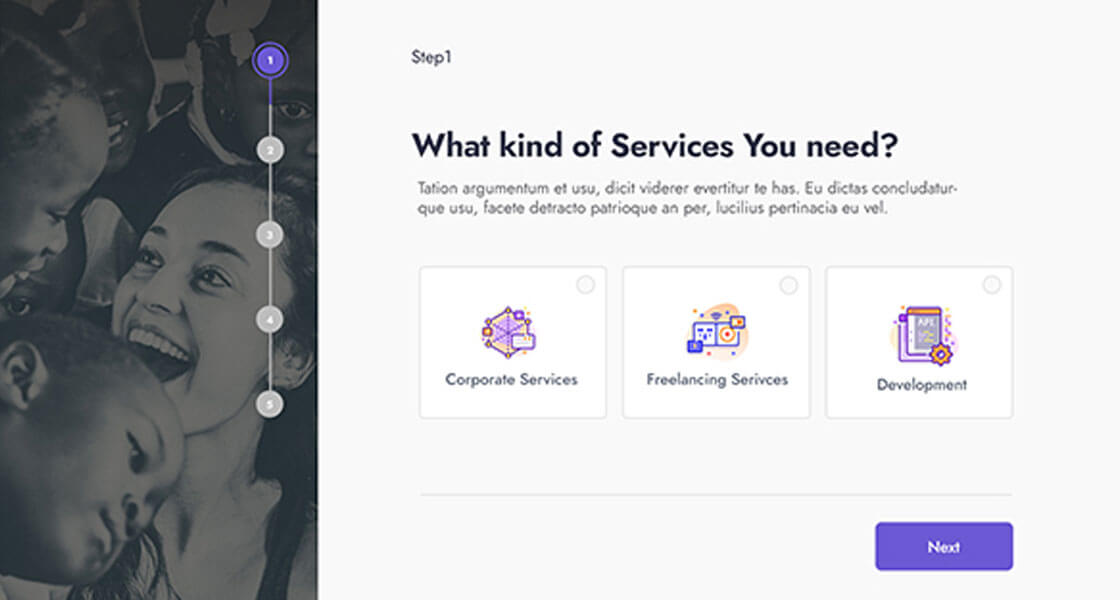 1
2
3
4
5
Step1
What kind of Services You need?
Tation argumentum et usu, dicit viderer evertitur te has. Eu dictas concludatur-
que usu, facete detracto patrioque an per, lucilius pertinacia eu vel.
Corporate Services
Freelancing Serivces
API
Development
Next